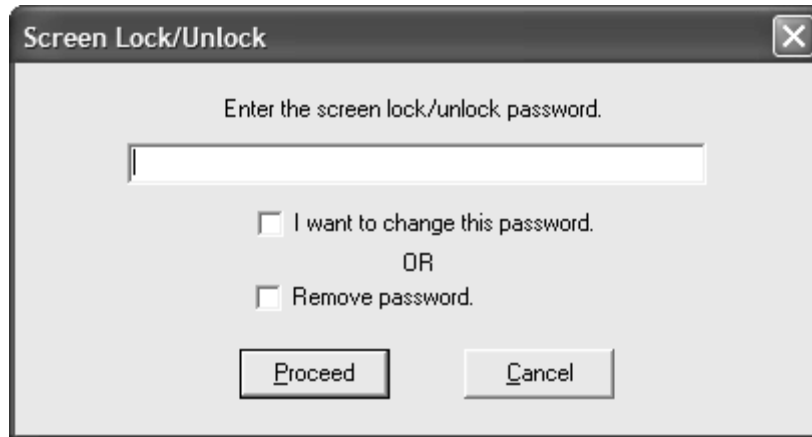 Screen Lock/Unlock
Enter the screen lock/unlock password.
I want to change this password.
OR
Remove password.
Proceed Cancel